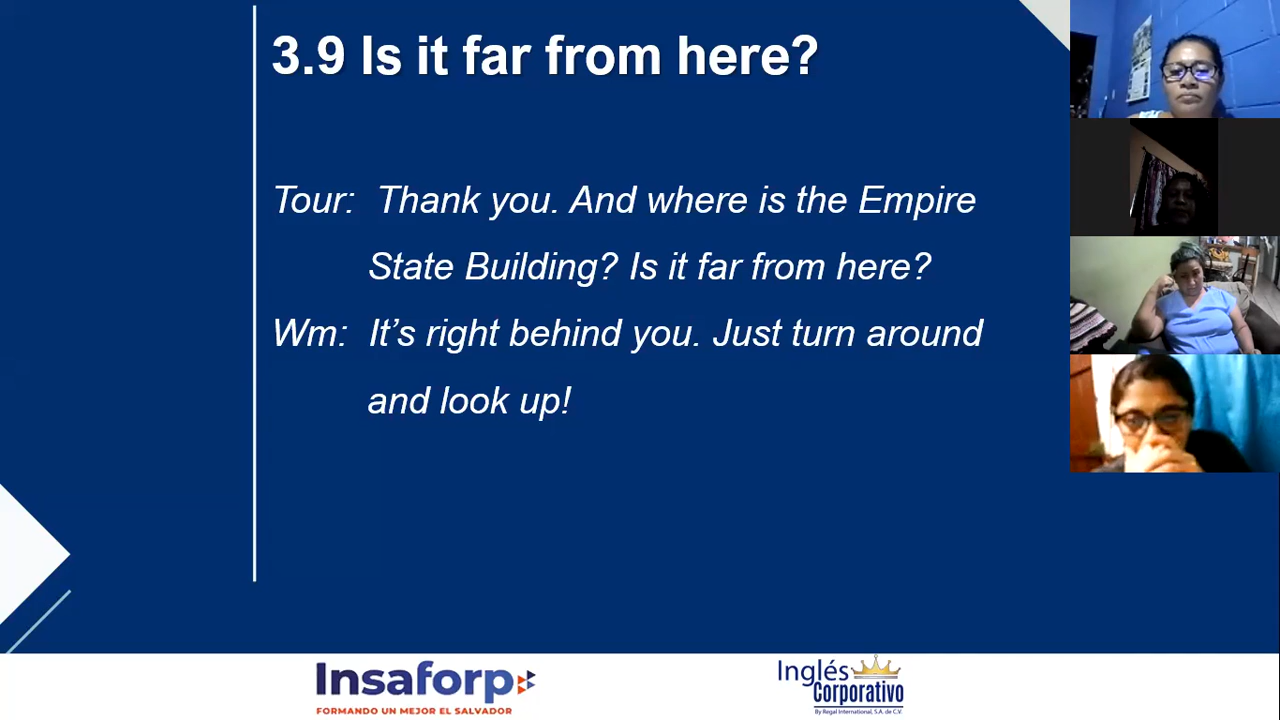 3.9 Is it far from here?
Tour: Thank you. And where is the Empire
State Building? Is it far from here?
Wm: It's right behind you. Just turn around
and look up!
Insaforp
FORMANDO UN MEJOR EL SALVADOR
Inglés
Corporativo
By Regal International, S.A. de C.V.